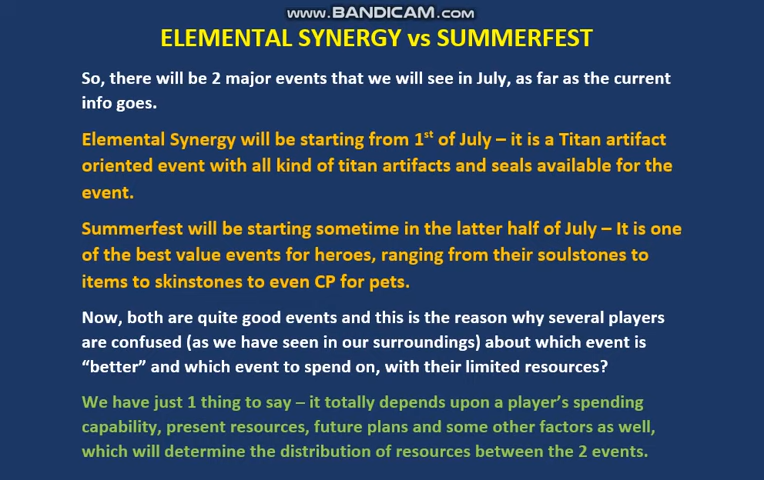 www.BANDICAM.com
ELEMENTAL SYNERGY vs SUMMERFEST
So, there will be 2 major events that we will see in July, as far as the current
info goes.
Elemental Synergy will be starting from 1st of July – it is a Titan artifact
oriented event with all kind of titan artifacts and seals available for the
event.
Summerfest will be starting sometime in the latter half of July – It is one
of the best value events for heroes, ranging from their soulstones to
items to skinstones to even CP for pets.
Now, both are quite good events and this is the reason why several players
are confused (as we have seen in our surroundings) about which event is
“better” and which event to spend on, with their limited resources?
We have just 1 thing to say – it totally depends upon a player’s spending
capability, present resources, future plans and some other factors as well,
which will determine the distribution of resources between the 2 events.